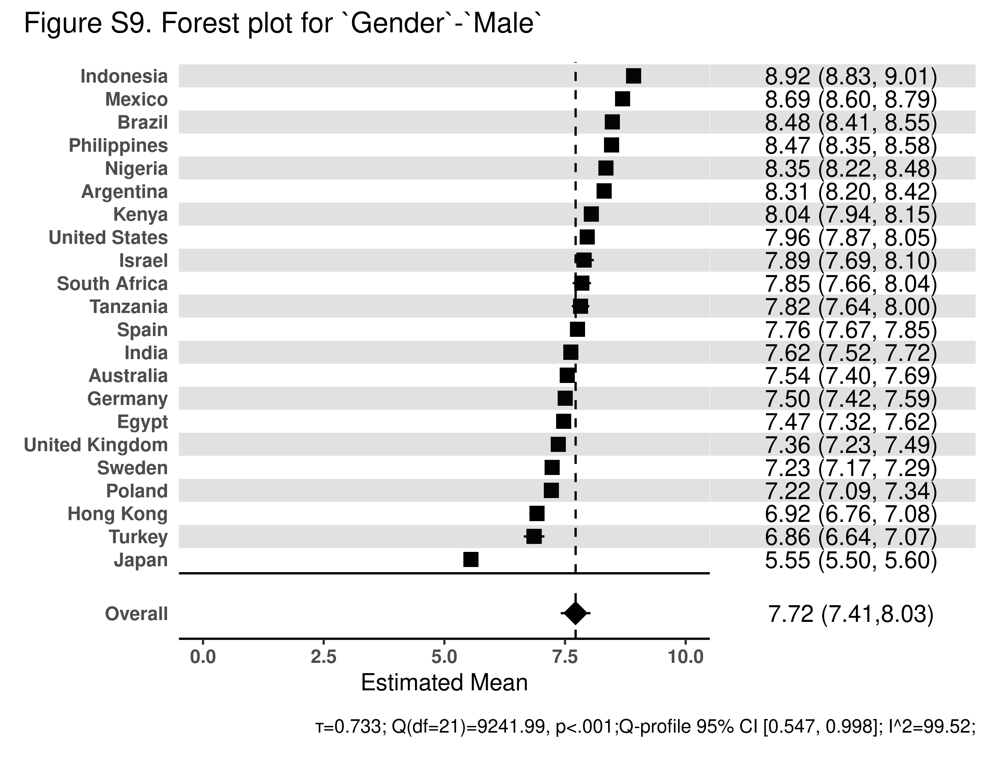 Figure S9. Forest plot for `Gender`-`Male`
Indonesia 8.92 (8.83, 9.01)
Mexico 8.69 (8.60, 8.79)
Brazil 8.48 (8.41, 8.55)
Philippines 8.47 (8.35, 8.58)
Nigeria 8.35 (8.22, 8.48)
Argentina 8.31 (8.20, 8.42)
Kenya 8.04 (7.94, 8.15)
United States 7.96 (7.87, 8.05)
Israel 7.89 (7.69, 8.10)
South Africa 7.85 (7.66, 8.04)
Tanzania 7.82 (7.64, 8.00)
Spain 7.76 (7.67, 7.85)
India 7.62 (7.52, 7.72)
Australia 7.54 (7.40, 7.69)
Germany 7.50 (7.42, 7.59)
Egypt 7.47 (7.32, 7.62)
United Kingdom 7.36 (7.23, 7.49)
Sweden 7.23 (7.17, 7.29)
Poland 7.22 (7.09, 7.34)
Hong Kong 6.92 (6.76, 7.08)
Turkey 6.86 (6.64, 7.07)
Japan 5.55 (5.50, 5.60)
Overall 7.72 (7.41,8.03)
0.0 2.5 5.0 7.5 10.0
Estimated Mean
τ=0.733; Q(df=21)=9241.99, p<.001;Q-profile 95% CI [0.547, 0.998]; I^2=99.52;